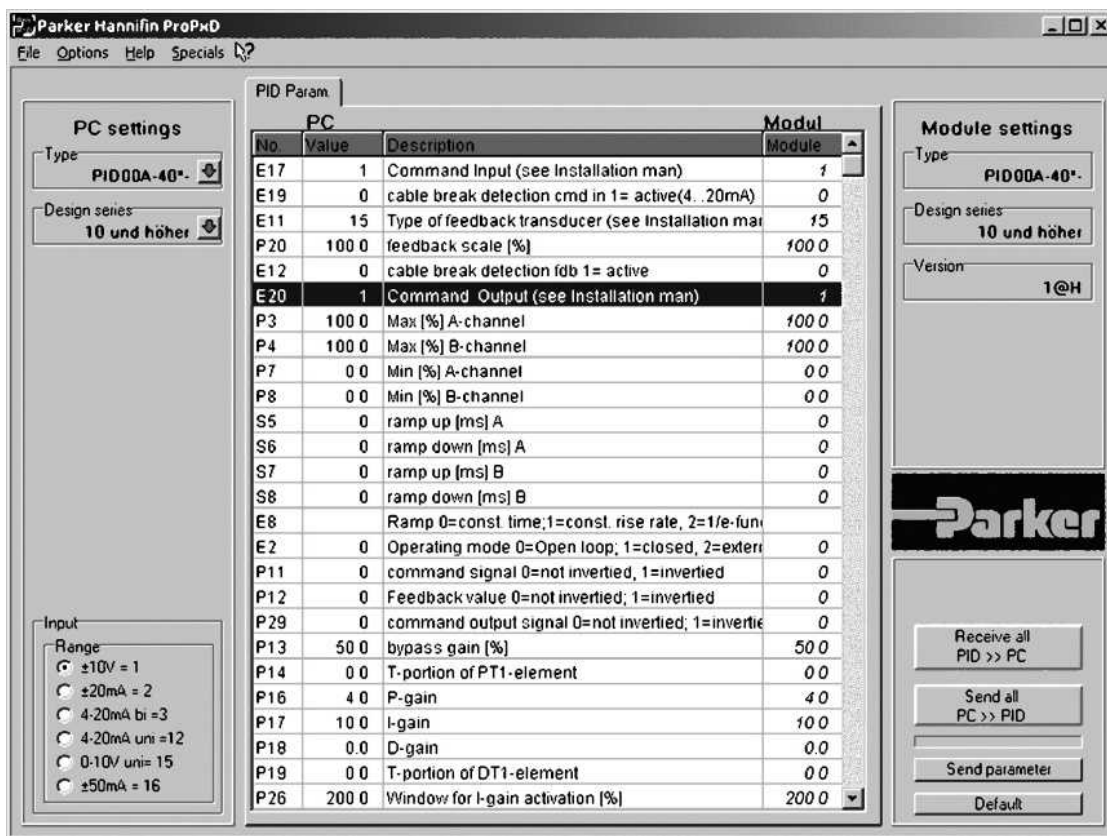 Parker Hannifin ProPxD
File Options Help Specials
PID Param.
PC settings
Type
PID00A-40*-
Design series
10 und höher
Input
Range
±10V = 1
±20mA = 2
4-20mA bi =3
4-20mA uni =12
0-10V uni= 15
±50mA = 16
PC Modul
No. Value Description Module
E17 1 Command Input (see Installation man) 1
E19 0 cable break detection cmd in 1= active(4. .20mA) 0
E11 15 Type of feedback transducer (see Installation mar 15
P20 100 0 feedback scale [%] 100 0
E12 0 cable break detection fdb 1= active 0
E20 1 Command Output (see Installation man) 1
P3 100 0 Max [%] A-channel 100 0
P4 100 0 Max [%] B-channel 100 0
P7 0 0 Min [%] A-channel 0 0
P8 0 0 Min [%] B-channel 0 0
S5 0 ramp up [ms] A 0
S6 0 ramp down [ms] A 0
S7 0 ramp up [ms] B 0
S8 0 ramp down [ms] B 0
E8 Ramp 0=const. time;1=const. rise rate, 2=1/e-fun
E2 0 Operating mode 0=Open loop; 1=closed, 2=extern 0
P11 0 command signal 0=not invertied, 1=invertied 0
P12 0 Feedback value 0=not invertied; 1=invertied 0
P29 0 command output signal 0=not invertied; 1=invertie 0
P13 50 0 bypass gain [%] 50 0
P14 0 0 T-portion of PT1-element 0 0
P16 4 0 P-gain 4 0
P17 10 0 I-gain 10 0
P18 0.0 D-gain 0.0
P19 0 0 T-portion of DT1-element 0 0
P26 200 0 Window for I-gain activation [%] 200 0
Module settings
Type
PID00A-40*-
Design series
10 und höher
Version
1@H
Parker
Receive all
PID >> PC
Send all
PC >> PID
Send parameter
Default